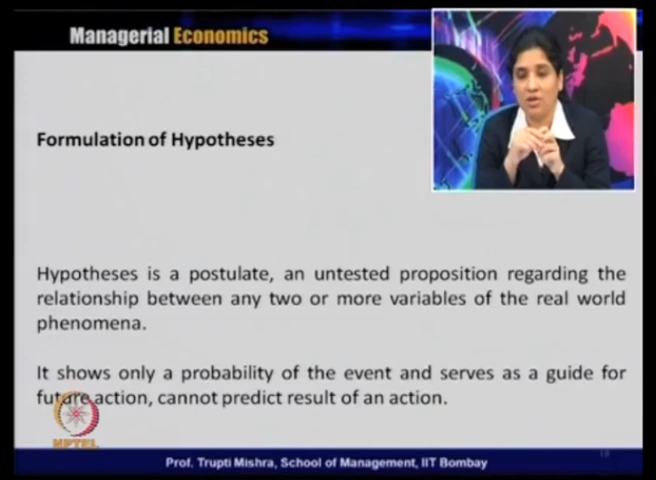 Managerial Economics
Formulation of Hypotheses
Hypotheses is a postulate, an untested proposition regarding the
relationship between any two or more variables of the real world
phenomena.
It shows only a probability of the event and serves as a guide for
future action, cannot predict result of an action.
NPTEL
18
Prof. Trupti Mishra, School of Management, IIT Bombay